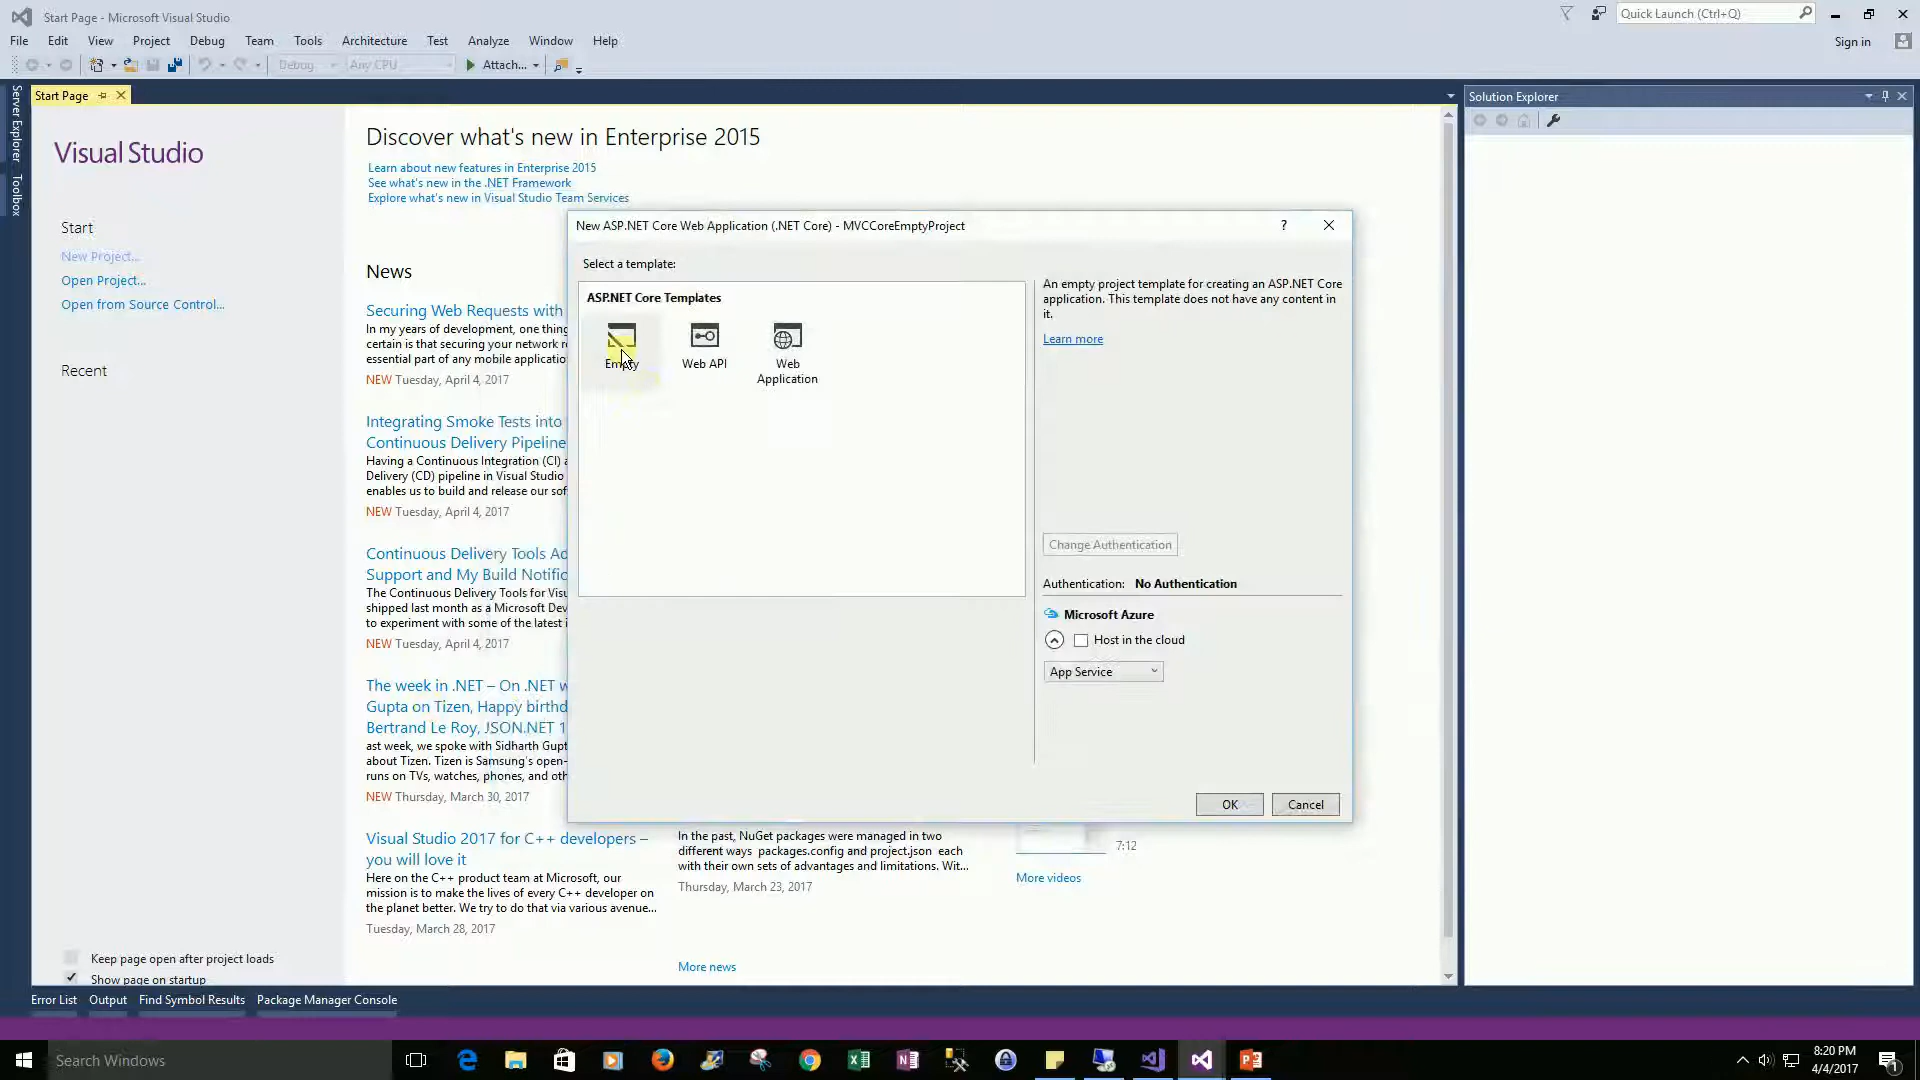 Start Page - Microsoft Visual Studio
Quick Launch (Ctrl+Q)
File Edit View Project Debug Team Tools Architecture Test Analyze Window Help
Sign in
Debug Any CPU Attach...
Server Explorer
Toolbox
Start Page
Solution Explorer
Visual Studio
Start
New Project...
Open Project...
Open from Source Control...
Recent
Keep page open after project loads
Show page on startup
Discover what's new in Enterprise 2015
Learn about new features in Enterprise 2015
See what's new in the .NET Framework
Explore what's new in Visual Studio Team Services
News
Securing Web Requests with
In my years of development, one thing
certain is that securing your network
essential part of any mobile
NEW Tuesday, April 4, 2017
Integrating Smoke Tests into
Continuous Delivery Pipeline
Having a Continuous Integration (CI)
Delivery (CD) pipeline in Visual Studio
enables us to build and release our
NEW Tuesday, April 4, 2017
Continuous Delivery Tools
Support and My Build
The Continuous Delivery Tools for
shipped last month as a Microsoft
to experiment with some of the latest
NEW Tuesday, April 4, 2017
The week in .NET – On .NET
Gupta on Tizen, Happy
Bertrand Le Roy, JSON.NET
ast week, we spoke with Sidharth
about Tizen. Tizen is Samsung's open-
runs on TVs, watches, phones, and
NEW Thursday, March 30, 2017
Visual Studio 2017 for C++ developers –
you will love it
Here on the C++ product team at Microsoft, our
mission is to make the lives of every C++ developer on
the planet better. We try to do that via various avenue...
Tuesday, March 28, 2017
In the past, NuGet packages were managed in two
different ways packages.config and project.json each
with their own sets of advantages and limitations. Wit...
Thursday, March 23, 2017
More news
7:12
More videos
New ASP.NET Core Web Application (.NET Core) - MVCCoreEmptyProject
?
Select a template:
ASP.NET Core Templates
Empty
Web API
Web
Application
An empty project template for creating an ASP.NET Core
application. This template does not have any content in
it.
Learn more
Change Authentication
Authentication: No Authentication
Microsoft Azure
Host in the cloud
App Service
OK Cancel
Error List Output Find Symbol Results Package Manager Console
Search Windows
8:20 PM
4/4/2017
1